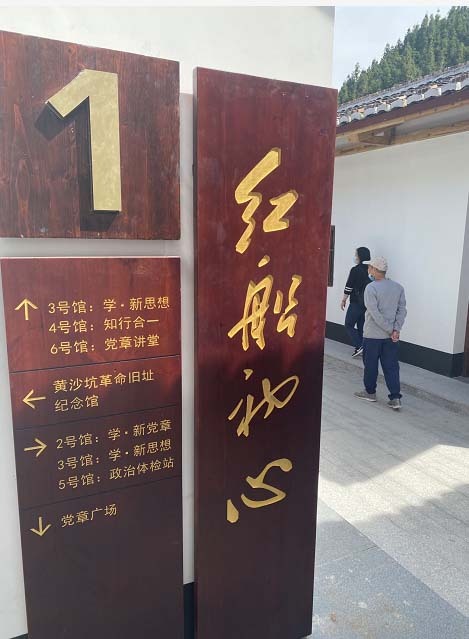 1
红船初心
3号馆：学·新思想
4号馆：知行合一
6号馆：党章讲堂
黄沙坑革命旧址
纪念馆
2号馆：学·新党章
3号馆：学·新思想
5号馆：政治体检站
党章广场